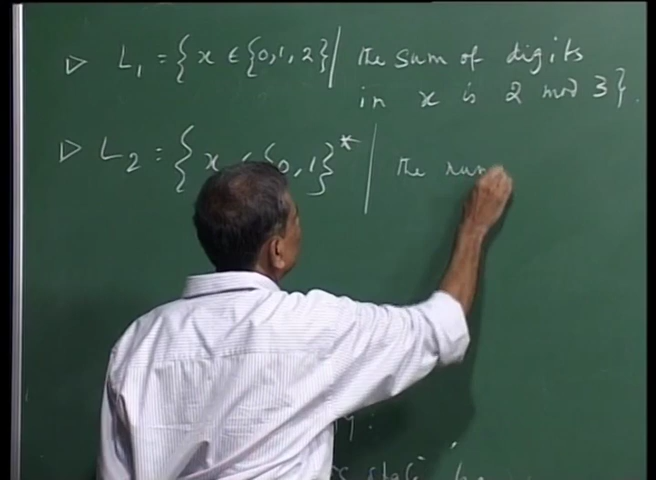 ▷ L₁ = { x ∈ {0,1,2} | the sum of digits
in x is 2 mod 3}.
▷ L₂ = { x ∈ {0,1}* | the